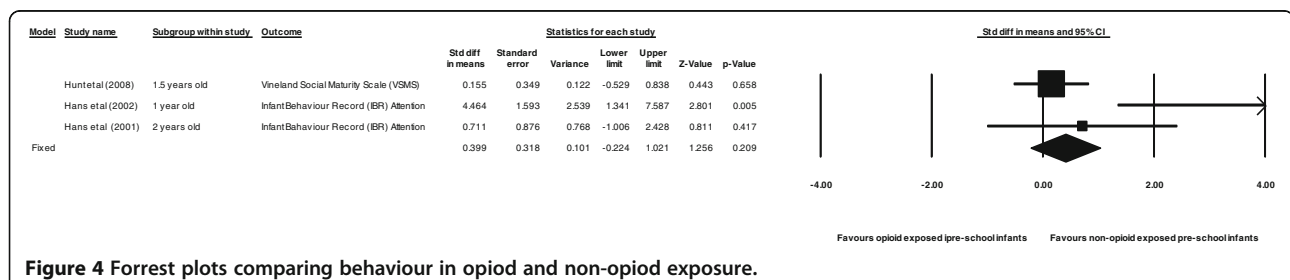 Model Study name Subgroup within study Outcome Statistics for each study Std diff in means and 95% CI
Std diff in means Standard error Variance Lower limit Upper limit Z-Value p-Value
Huntetal (2008) 1.5 years old Vineland Social Maturity Scale (VSMS) 0.155 0.349 0.122 -0.529 0.838 0.443 0.658
Hans etal (2002) 1 year old InfantBehaviour Record (IBR) Attention 4.464 1.593 2.539 1.341 7.587 2.801 0.005
Hans etal (2001) 2 years old InfantBahaviour Record (IBR) Attention 0.711 0.876 0.768 -1.006 2.428 0.811 0.417
Fixed 0.399 0.318 0.101 -0.224 1.021 1.256 0.209
-4.00 -2.00 0.00 2.00 4.00
Favours opioid exposed ipre-school infants Favours non-opioid exposed pre-school infants
Figure 4 Forrest plots comparing behaviour in opiod and non-opiod exposure.